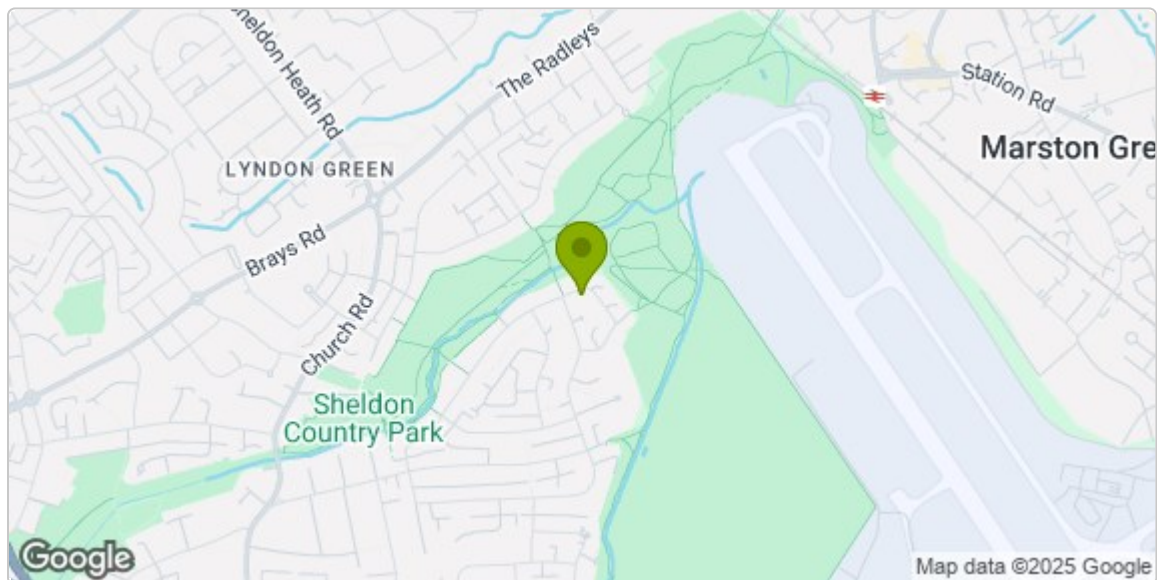 Sheldon Heath Rd
The Radleys
Station Rd
LYNDON GREEN
Marston Gre
Brays Rd
Church Rd
Sheldon
Country Park
Google
Map data ©2025 Google